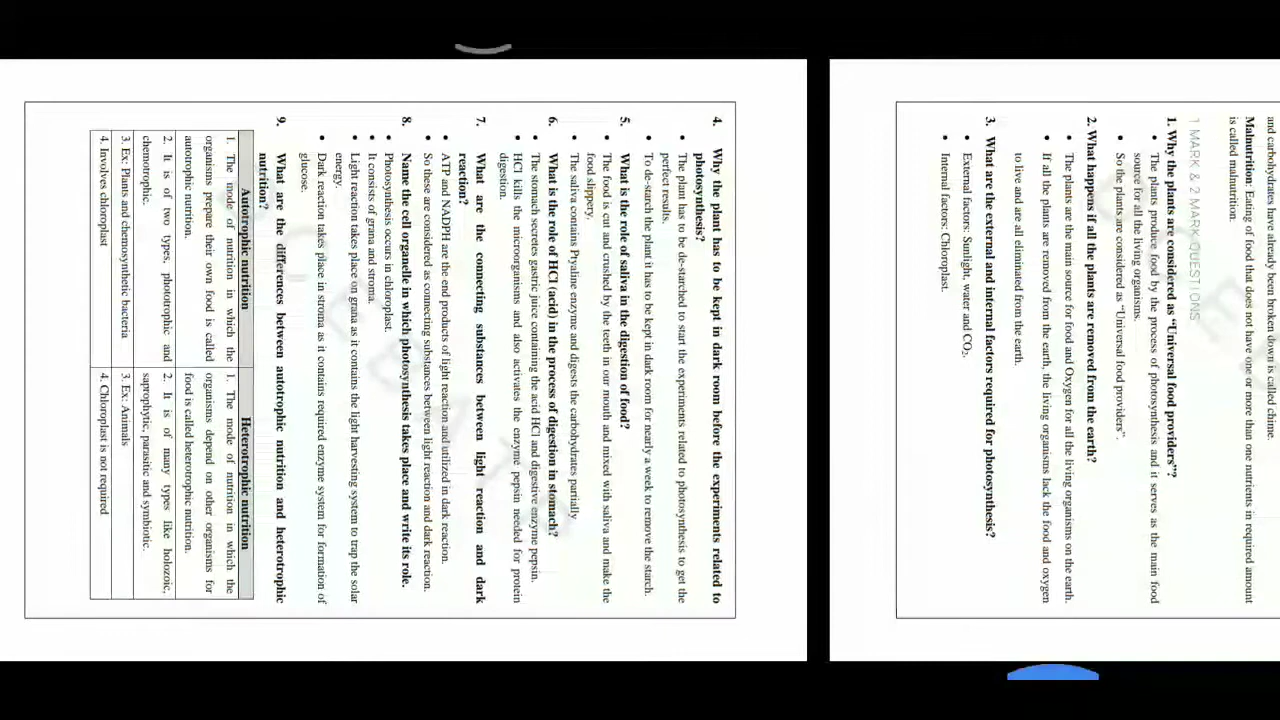 and carbohydrates have already been broken down is called chime.
Malnutrition: Eating of food that does not have one or more than one nutrients in required amount
is called malnutrition.
1 MARK & 2 MARK QUESTIONS
1. Why the plants are considered as “Universal food providers”?
• The plants produce food by the process of photosynthesis and it serves as the main food
source for all the living organisms.
• So the plants are considered as “Universal food providers”.
2. What happens if all the plants are removed from the earth?
• The plants are the main source for food and Oxygen for all the living organisms on the earth.
• If all the plants are removed from the earth, the living organisms lack the food and oxygen
to live and are all eliminated from the earth.
3. What are the external and internal factors required for photosynthesis?
• External factors: Sunlight, water and CO₂.
• Internal factors: Chloroplast.
4. Why the plant has to be kept in dark room before the experiments related to
photosynthesis?
• The plant has to be de-starched to start the experiments related to photosynthesis to get the
perfect results.
• To de-starch the plant it has to be kept in dark room for nearly a week to remove the starch.
5. What is the role of saliva in the digestion of food?
• The food is cut and crushed by the teeth in our mouth and mixed with saliva and make the
food slippery.
• The saliva contains Ptyaline enzyme and digests the carbohydrates partially.
6. What is the role of HCl (acid) in the process of digestion in stomach?
• The stomach secretes gastric juice containing the acid HCl and digestive enzyme pepsin.
• HCl kills the microorganisms and also activates the enzyme pepsin needed for protein
digestion.
7. What are the connecting substances between light reaction and dark
reaction?
• ATP and NADPH are the end products of light reaction and utilized in dark reaction.
• So these are considered as connecting substances between light reaction and dark reaction.
8. Name the cell organelle in which photosynthesis takes place and write its role.
• Photosynthesis occurs in chloroplast.
• It consists of grana and stroma.
• Light reaction takes place on grana as it contains the light harvesting system to trap the solar
energy.
• Dark reaction takes place in stroma as it contains required enzyme system for formation of
glucose.
9. What are the differences between autotrophic nutrition and heterotrophic
nutrition?
Autotrophic nutrition Heterotrophic nutrition
1. The mode of nutrition in which the
organisms prepare their own food is called
autotrophic nutrition.
1. The mode of nutrition in which the
organisms depend on other organisms for
food is called heterotrophic nutrition.
2. It is of two types; phototrophic and
chemotrophic.
2. It is of many types like holozoic,
saprophytic, parasitic and symbiotic.
3. Ex: Plants and chemosynthetic bacteria
3. Ex: Animals
4. Involves chloroplast
4. Chloroplast is not required